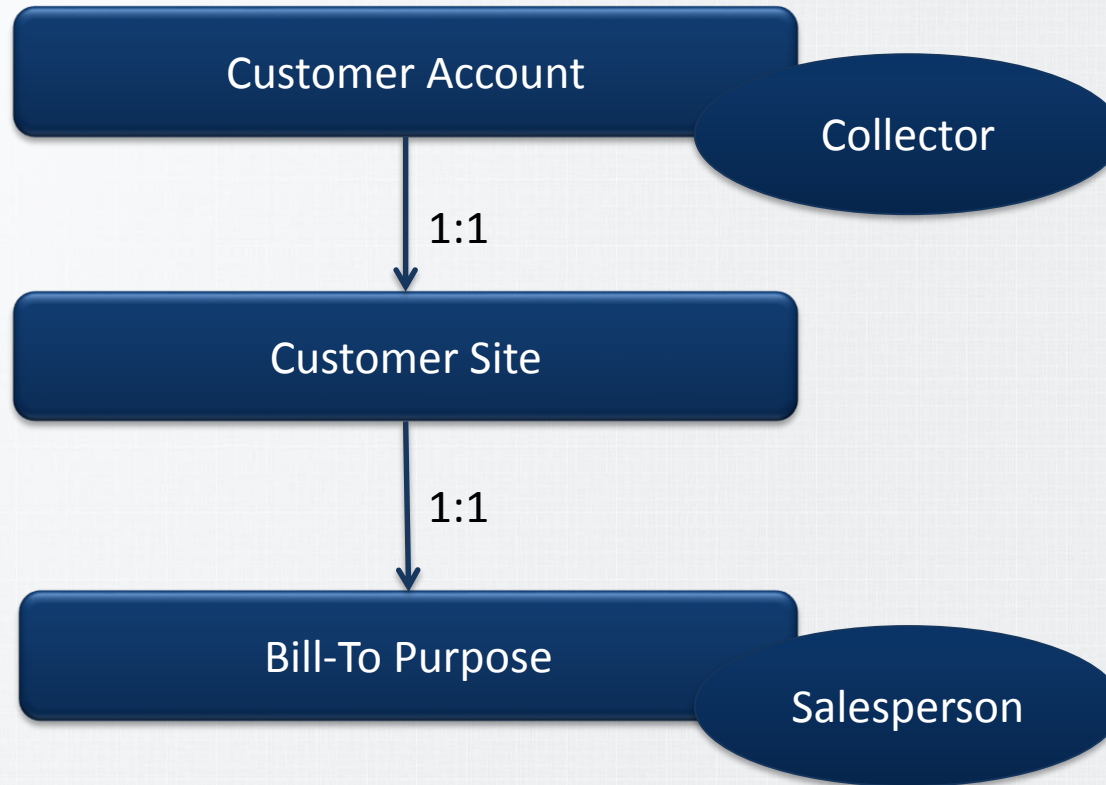 Customer Account
Collector
1:1
Customer Site
1:1
Bill-To Purpose
Salesperson